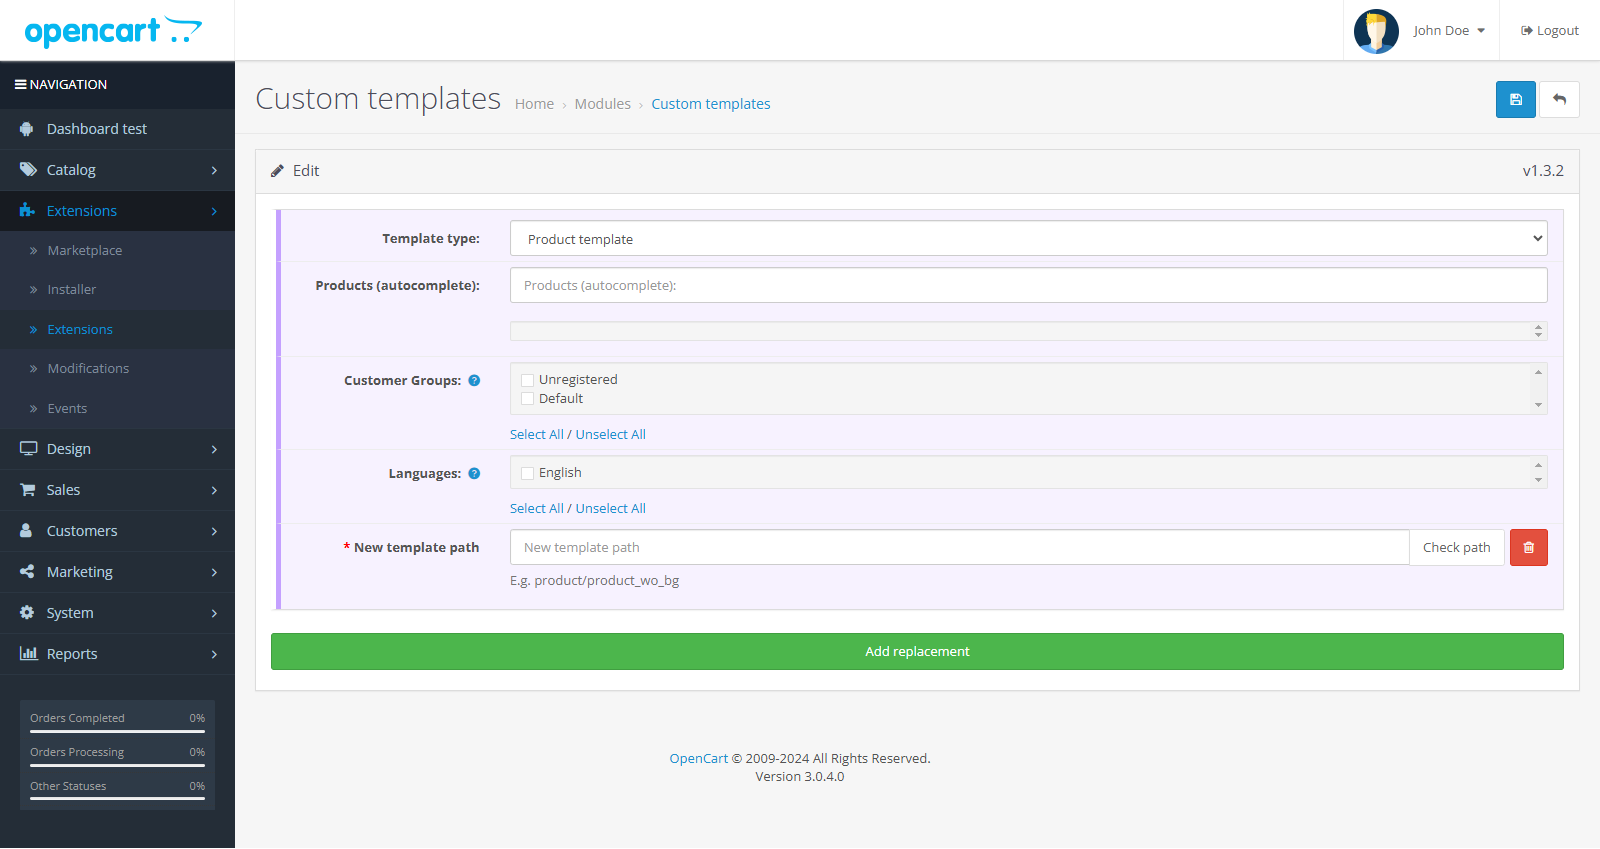 opencart
John Doe
Logout
NAVIGATION
Dashboard test
Catalog
Extensions
Marketplace
Installer
Extensions
Modifications
Events
Design
Sales
Customers
Marketing
System
Reports
Orders Completed 0%
Orders Processing 0%
Other Statuses 0%
Custom templates
Home › Modules › Custom templates
Edit
v1.3.2
Template type:
Product template
Products (autocomplete):
Products (autocomplete):
Customer Groups: ?
Unregistered
Default
Select All / Unselect All
Languages: ?
English
Select All / Unselect All
* New template path
New template path
Check path
E.g. product/product_wo_bg
Add replacement
OpenCart © 2009-2024 All Rights Reserved.
Version 3.0.4.0